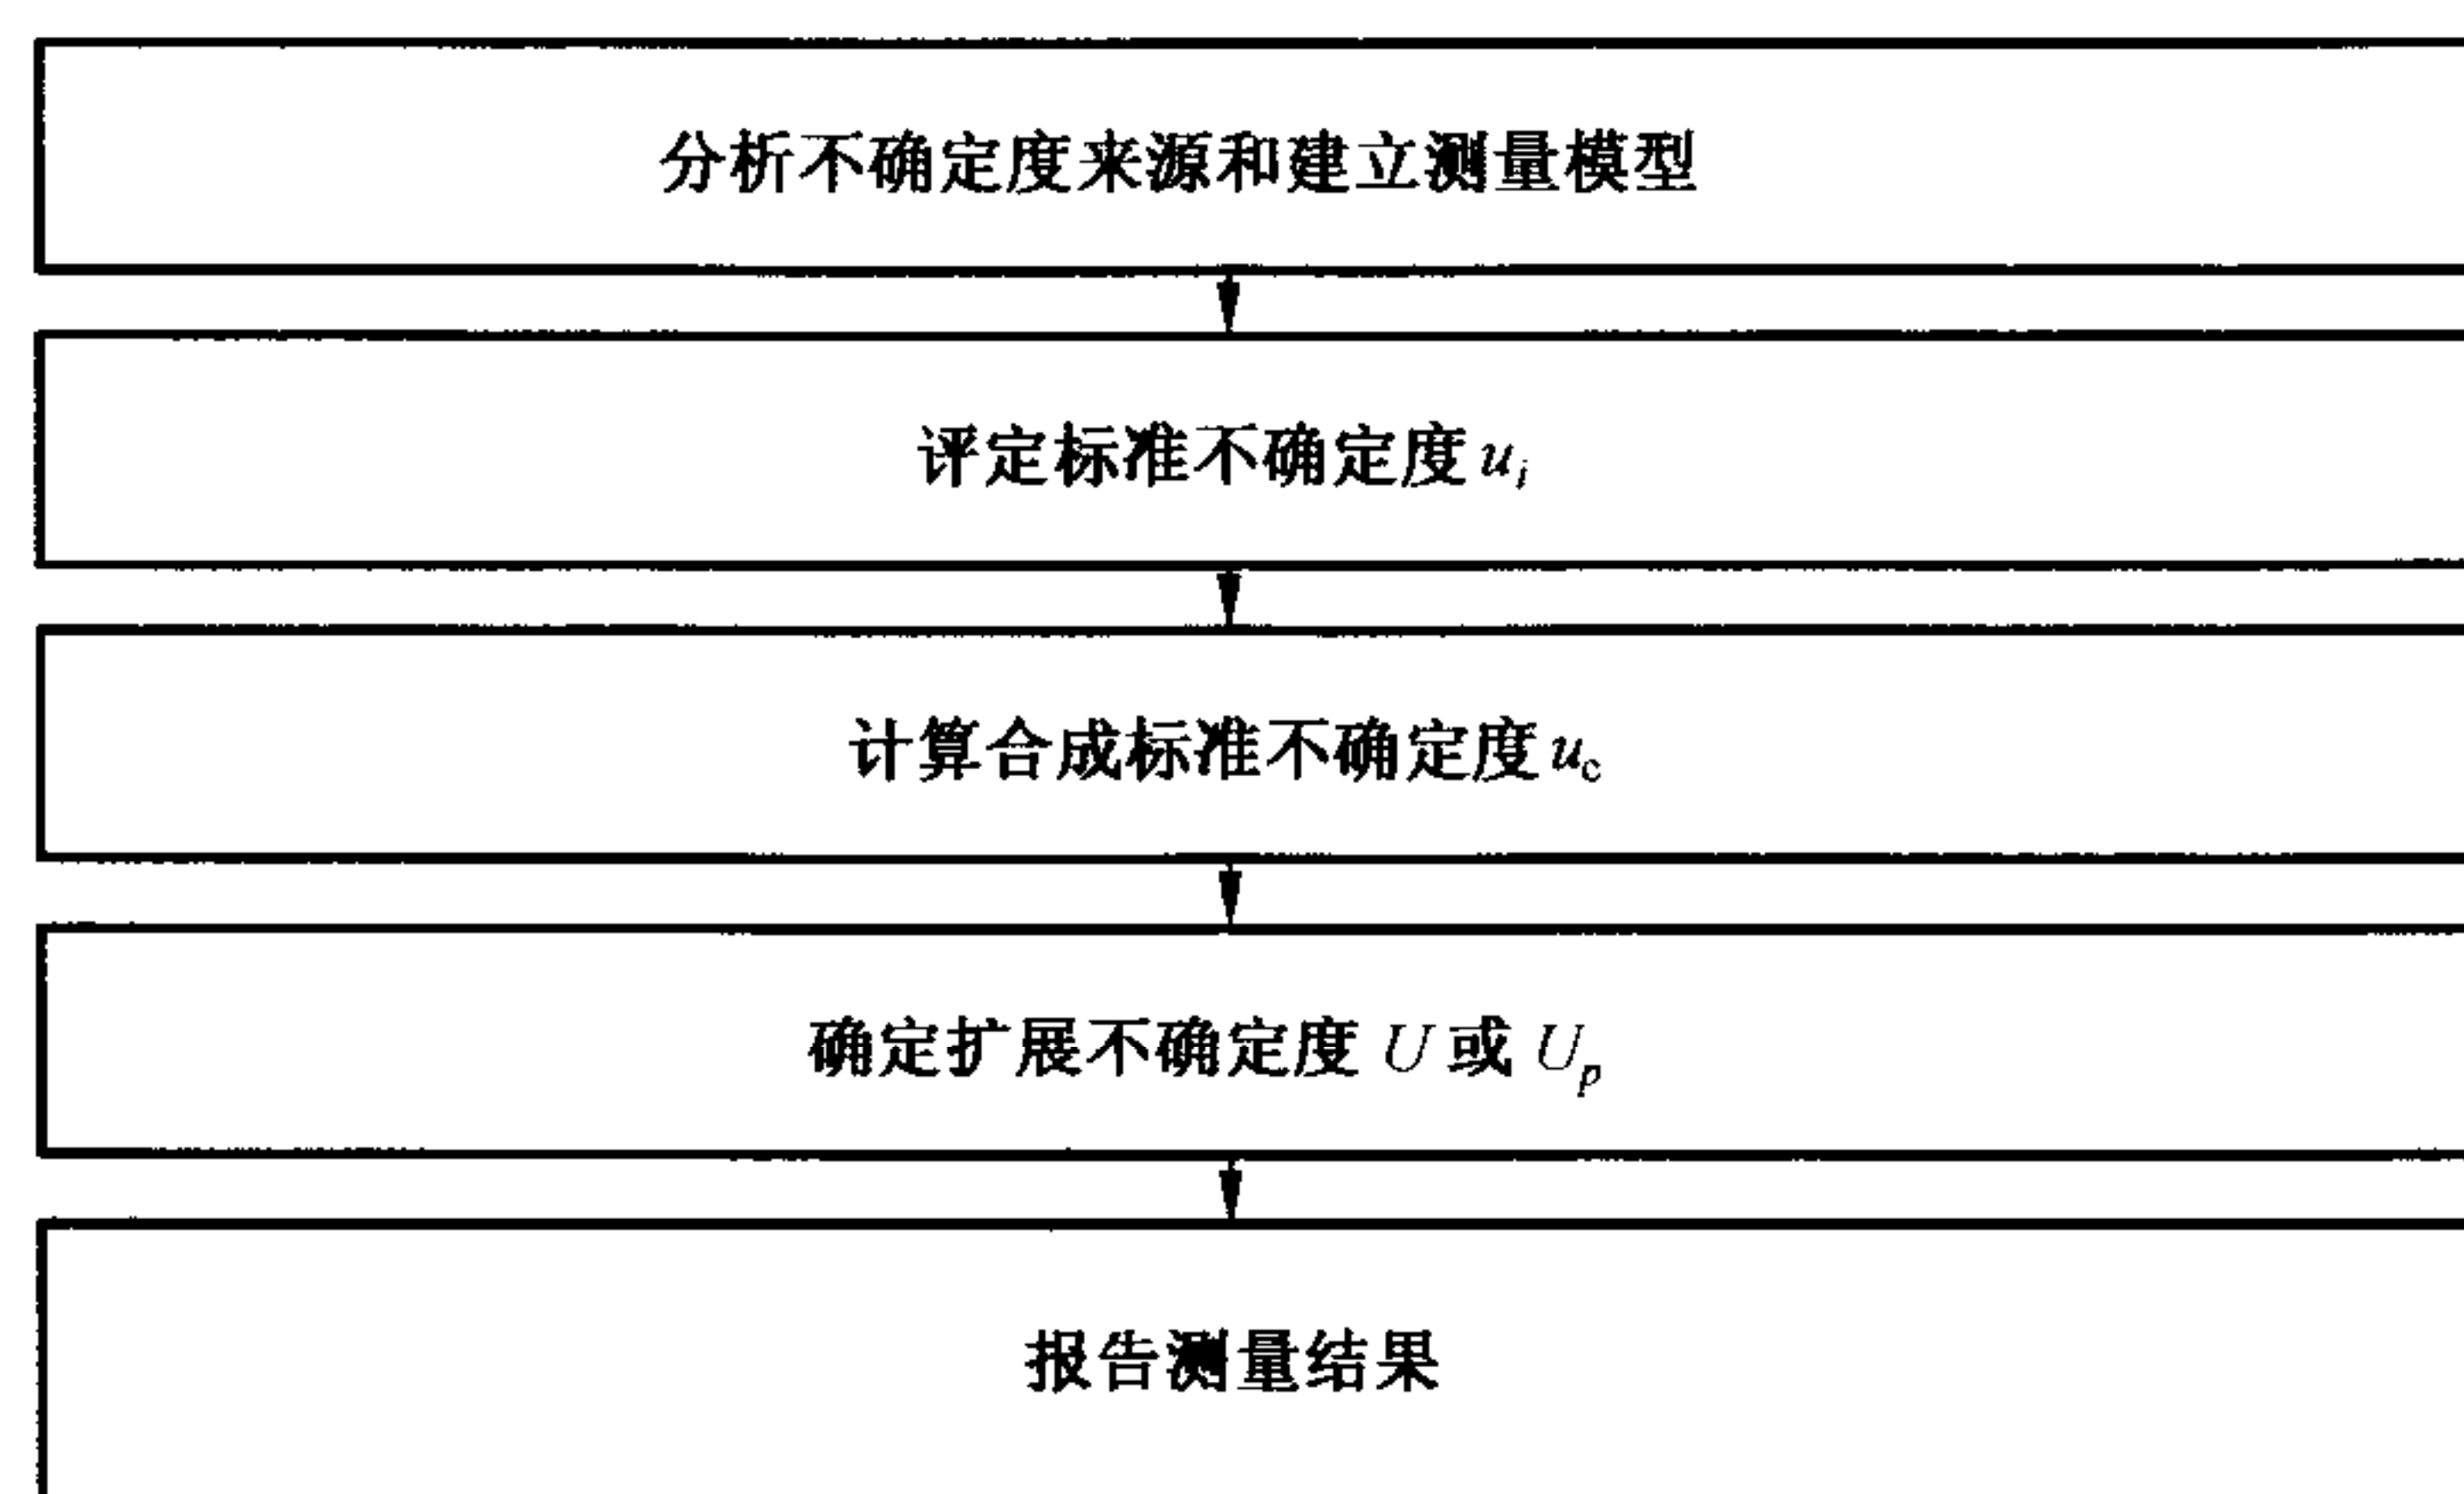 分析不确定度来源和建立测量模型
评定标准不确定度 u_i
计算合成标准不确定度 u_c
确定扩展不确定度 U 或 U_p
报告测量结果